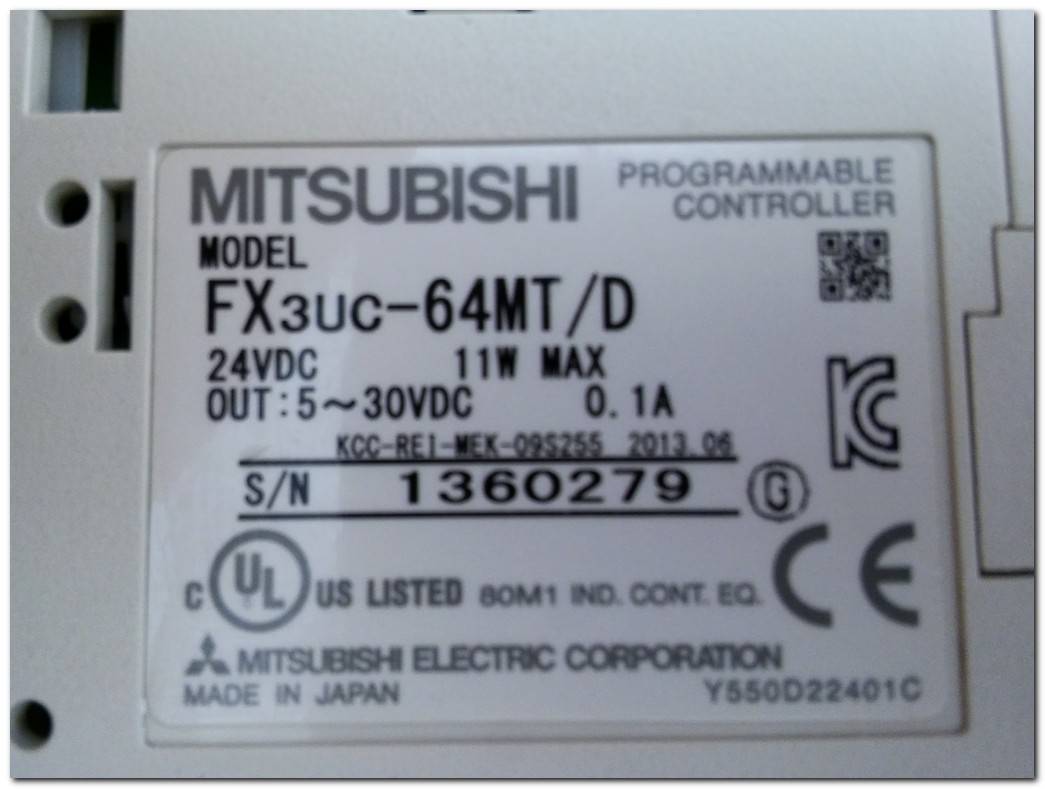 MITSUBISHI
PROGRAMMABLE
CONTROLLER
MODEL
FX3UC-64MT/D
24VDC 11W MAX
OUT:5～30VDC 0.1A
KCC-REI-MEK-09S255 2013.06
S/N 1360279 G
C UL US LISTED 80M1 IND. CONT. EQ. CE
MITSUBISHI ELECTRIC CORPORATION
MADE IN JAPAN Y550D22401C